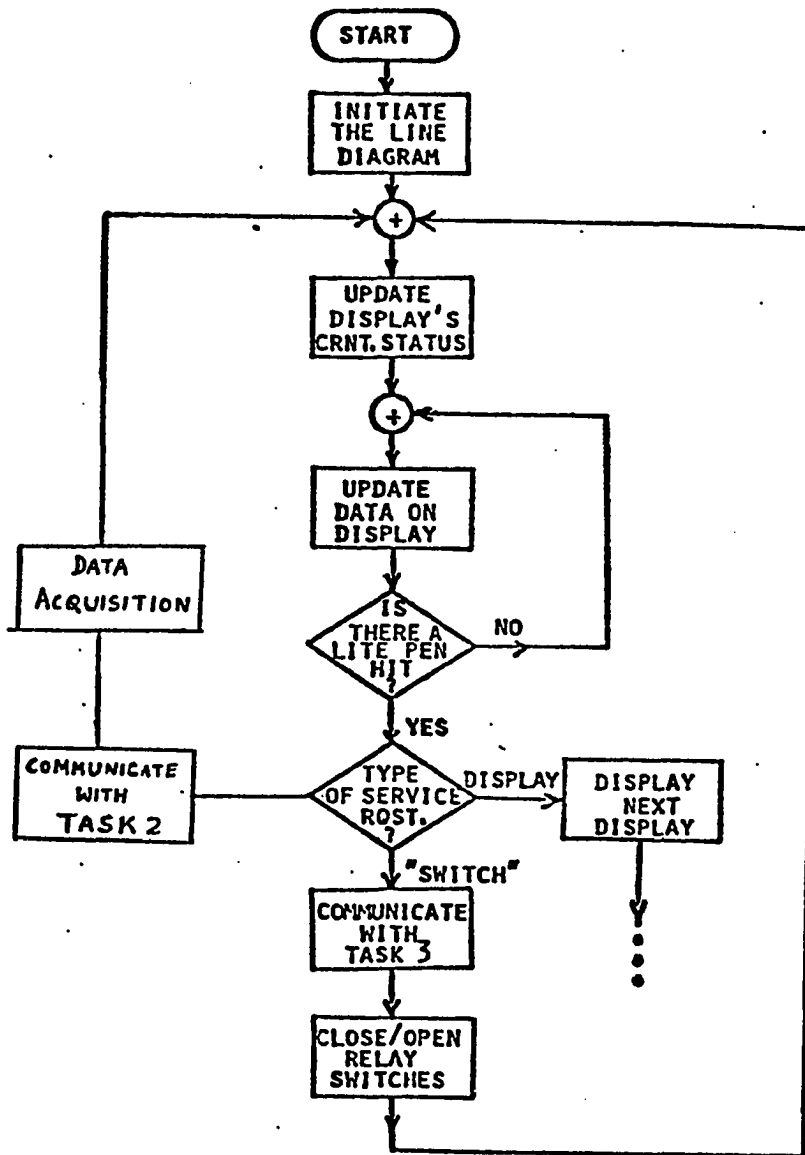 START
INITIATE
THE LINE
DIAGRAM
+
UPDATE
DISPLAY'S
CRNT.STATUS
+
UPDATE
DATA ON
DISPLAY
IS
THERE A
LITE PEN
HIT
?
NO
YES
DATA
ACQUISITION
COMMUNICATE
WITH
TASK 2
TYPE
OF SERVICE
RQST.
?
DISPLAY
DISPLAY
NEXT
DISPLAY
"SWITCH"
COMMUNICATE
WITH
TASK 3
CLOSE/OPEN
RELAY
SWITCHES